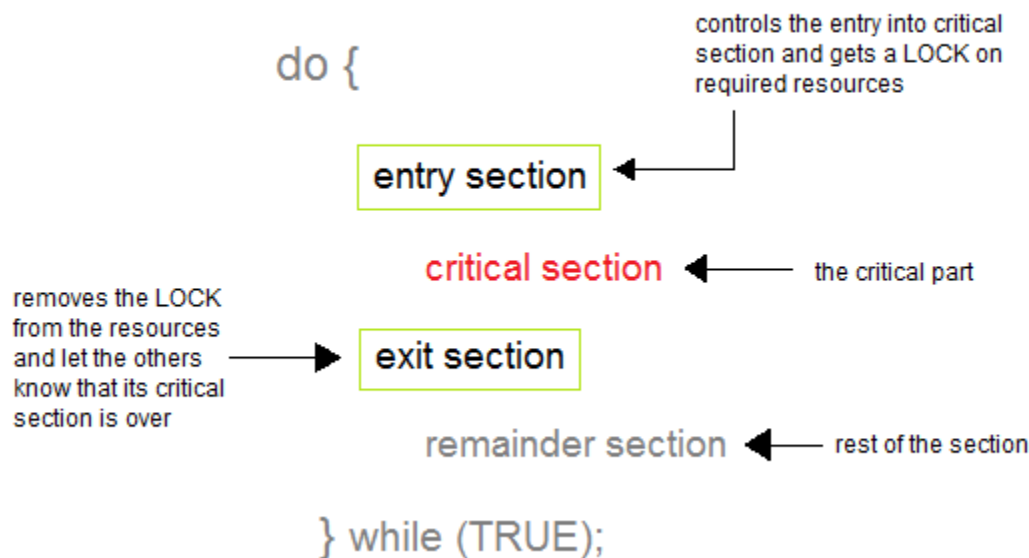 controls the entry into critical
section and gets a LOCK on
required resources
do {
entry section
critical section
the critical part
removes the LOCK
from the resources
and let the others
know that its critical
section is over
exit section
remainder section
rest of the section
} while (TRUE);